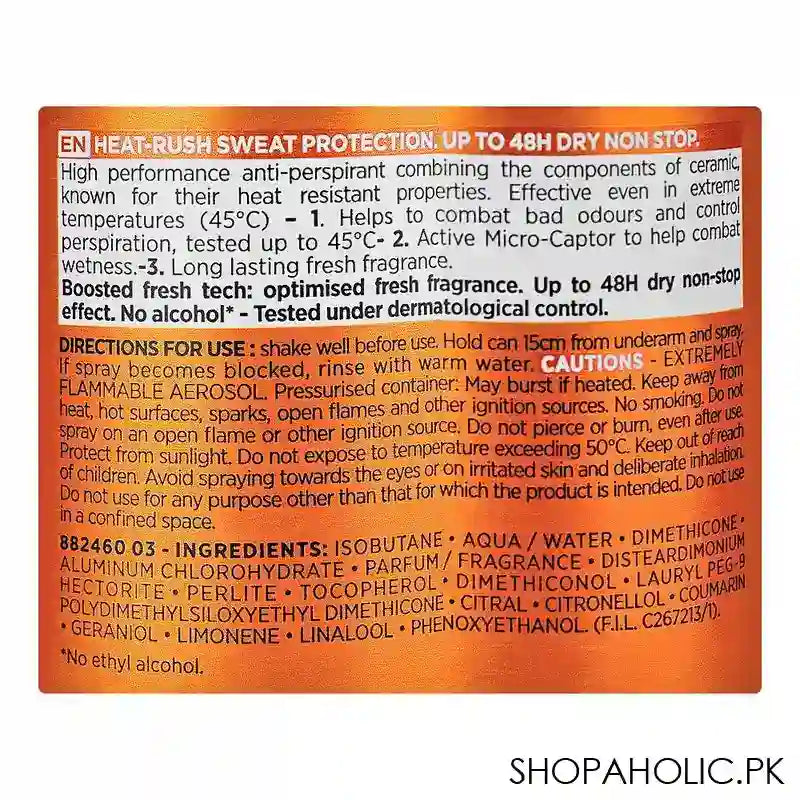 EN HEAT-RUSH SWEAT PROTECTION. UP TO 48H DRY NON STOP.
High performance anti-perspirant combining the components of ceramic,
known for their heat resistant properties. Effective even in extreme
temperatures (45°C) – 1. Helps to combat bad odours and control
perspiration, tested up to 45°C- 2. Active Micro-Captor to help combat
wetness.-3. Long lasting fresh fragrance.
Boosted fresh tech: optimised fresh fragrance. Up to 48H dry non-stop
effect. No alcohol* - Tested under dermatological control.
DIRECTIONS FOR USE : shake well before use. Hold can 15cm from underarm and spray.
If spray becomes blocked, rinse with warm water. CAUTIONS - EXTREMELY
FLAMMABLE AEROSOL. Pressurised container: May burst if heated. Keep away from
heat, hot surfaces, sparks, open flames and other ignition sources. No smoking. Do not
spray on an open flame or other ignition source. Do not pierce or burn, even after use.
Protect from sunlight. Do not expose to temperature exceeding 50°C. Keep out of reach
of children. Avoid spraying towards the eyes or on irritated skin and deliberate inhalation.
Do not use for any purpose other than that for which the product is intended. Do not use
in a confined space.
882460 03 - INGREDIENTS: ISOBUTANE • AQUA / WATER • DIMETHICONE •
ALUMINUM CHLOROHYDRATE • PARFUM / FRAGRANCE • DISTEARDIMONIUM
HECTORITE • PERLITE • TOCOPHEROL • DIMETHICONOL • LAURYL PEG-9
POLYDIMETHYLSILOXYETHYL DIMETHICONE • CITRAL • CITRONELLOL • COUMARIN
• GERANIOL • LIMONENE • LINALOOL • PHENOXYETHANOL. (F.I.L. C267213/1).
*No ethyl alcohol.
SHOPAHOLIC.PK